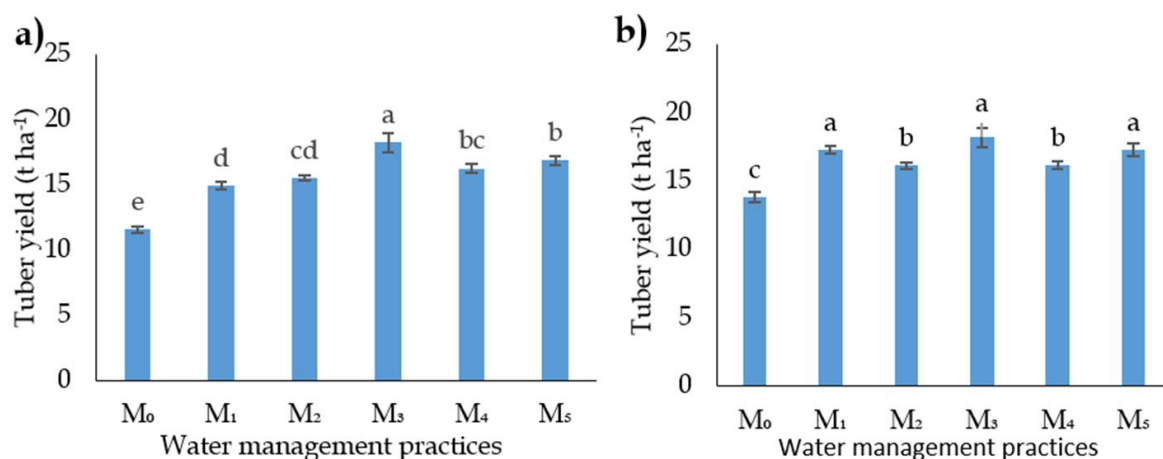 a)
Tuber yield (t ha⁻¹)
25
20
15
10
5
0
e
d
cd
a
bc
b
M₀ M₁ M₂ M₃ M₄ M₅
Water management practices
b)
Tuber yield (t ha⁻¹)
25
20
15
10
5
0
c
a
b
a
b
a
M₀ M₁ M₂ M₃ M₄ M₅
Water management practices